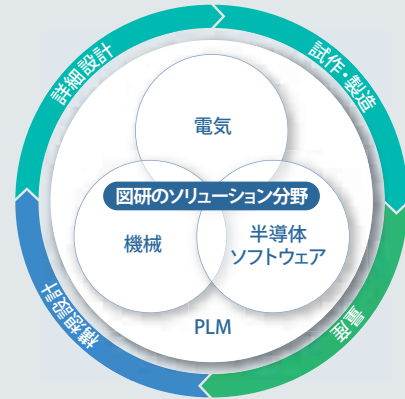 詳細設計
試作・製造
電気
図研のソリューション分野
機械
半導体
ソフトウェア
PLM
構想設計
量産